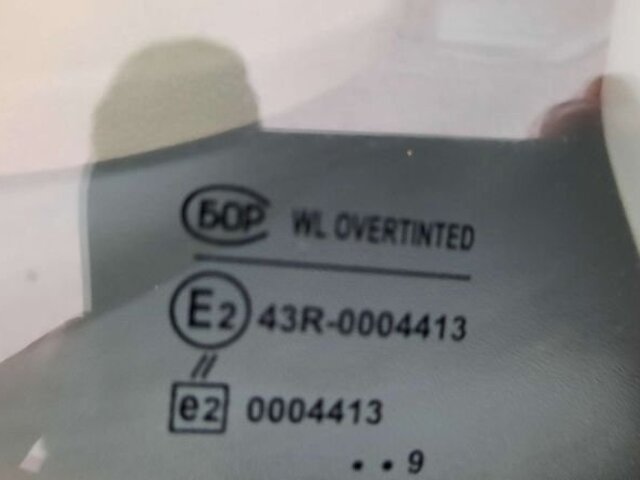 БОР WL OVERTINTED
E2 43R-0004413
//
e2 0004413
• • 9